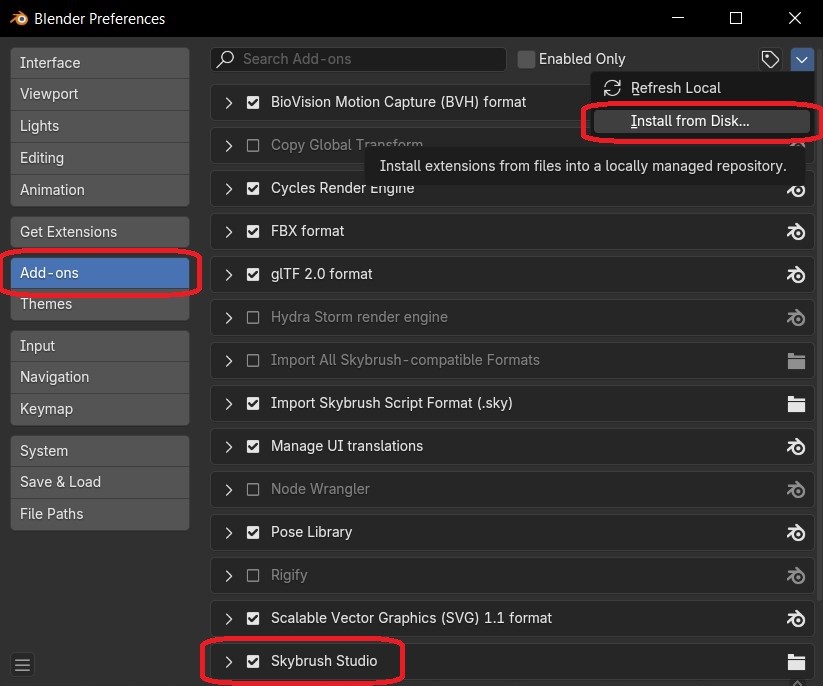 Blender Preferences
Interface
Viewport
Lights
Editing
Animation
Get Extensions
Add-ons
Themes
Input
Navigation
Keymap
System
Save & Load
File Paths
Search Add-ons
Enabled Only
Refresh Local
Install from Disk...
Install extensions from files into a locally managed repository.
BioVision Motion Capture (BVH) format
Copy Global Transform
Cycles Render Engine
FBX format
glTF 2.0 format
Hydra Storm render engine
Import All Skybrush-compatible Formats
Import Skybrush Script Format (.sky)
Manage UI translations
Node Wrangler
Pose Library
Rigify
Scalable Vector Graphics (SVG) 1.1 format
Skybrush Studio